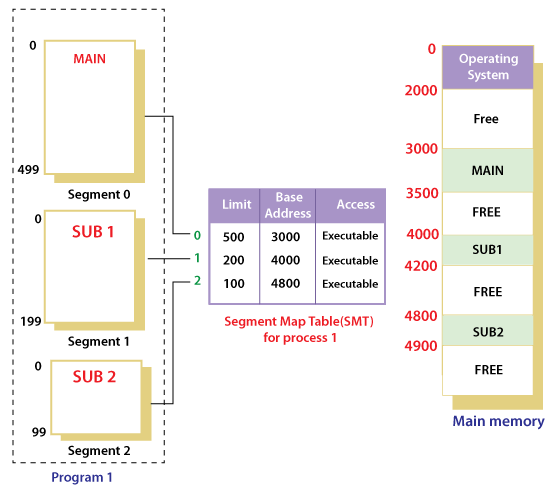 0
MAIN
499
Segment 0
0
SUB 1
199
Segment 1
0
SUB 2
99
Segment 2
Program 1
Limit Base Address Access
0 500 3000 Executable
1 200 4000 Executable
2 100 4800 Executable
Segment Map Table(SMT)
for process 1
0
Operating
System
2000
Free
3000
MAIN
3500
FREE
4000
SUB1
4200
FREE
4800
SUB2
4900
FREE
Main memory